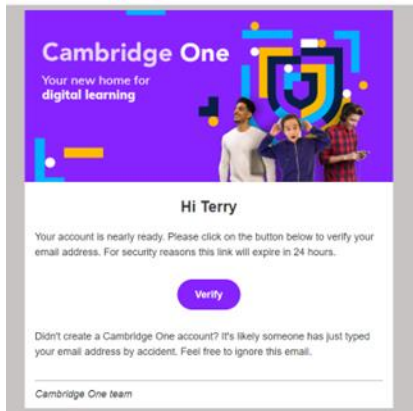 Cambridge One
Your new home for
digital learning
Hi Terry
Your account is nearly ready. Please click on the button below to verify your
email address. For security reasons this link will expire in 24 hours.
Verify
Didn't create a Cambridge One account? It's likely someone has just typed
your email address by accident. Feel free to ignore this email.
Cambridge One team